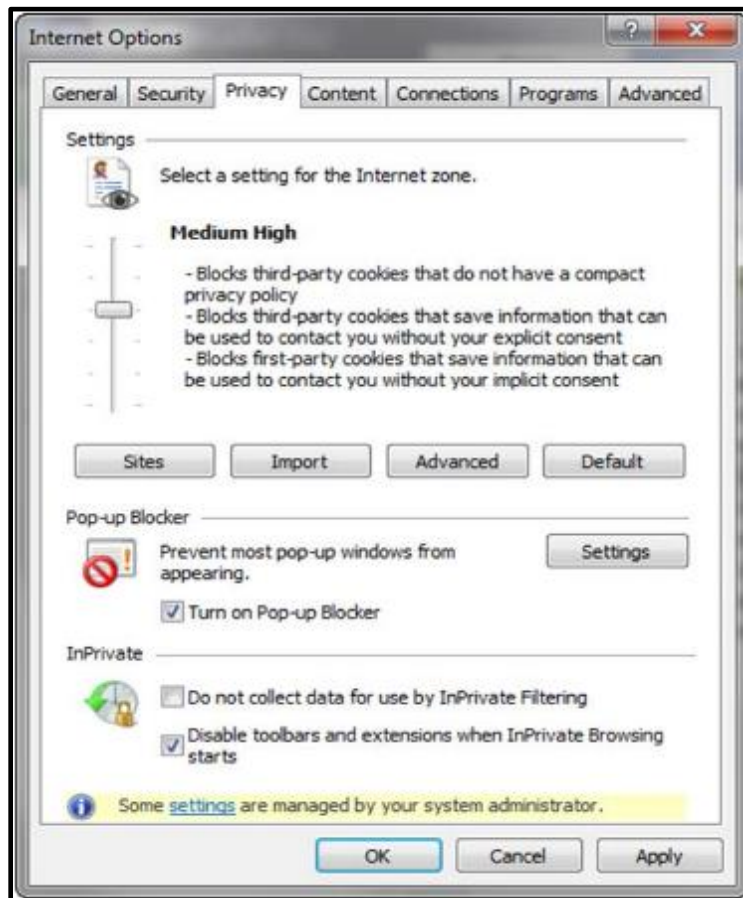 Internet Options
General Security Privacy Content Connections Programs Advanced
Settings
Select a setting for the Internet zone.
Medium High
- Blocks third-party cookies that do not have a compact
privacy policy
- Blocks third-party cookies that save information that can
be used to contact you without your explicit consent
- Blocks first-party cookies that save information that can
be used to contact you without your implicit consent
Sites Import Advanced Default
Pop-up Blocker
Prevent most pop-up windows from
appearing.
Settings
Turn on Pop-up Blocker
InPrivate
Do not collect data for use by InPrivate Filtering
Disable toolbars and extensions when InPrivate Browsing
starts
Some settings are managed by your system administrator.
OK Cancel Apply